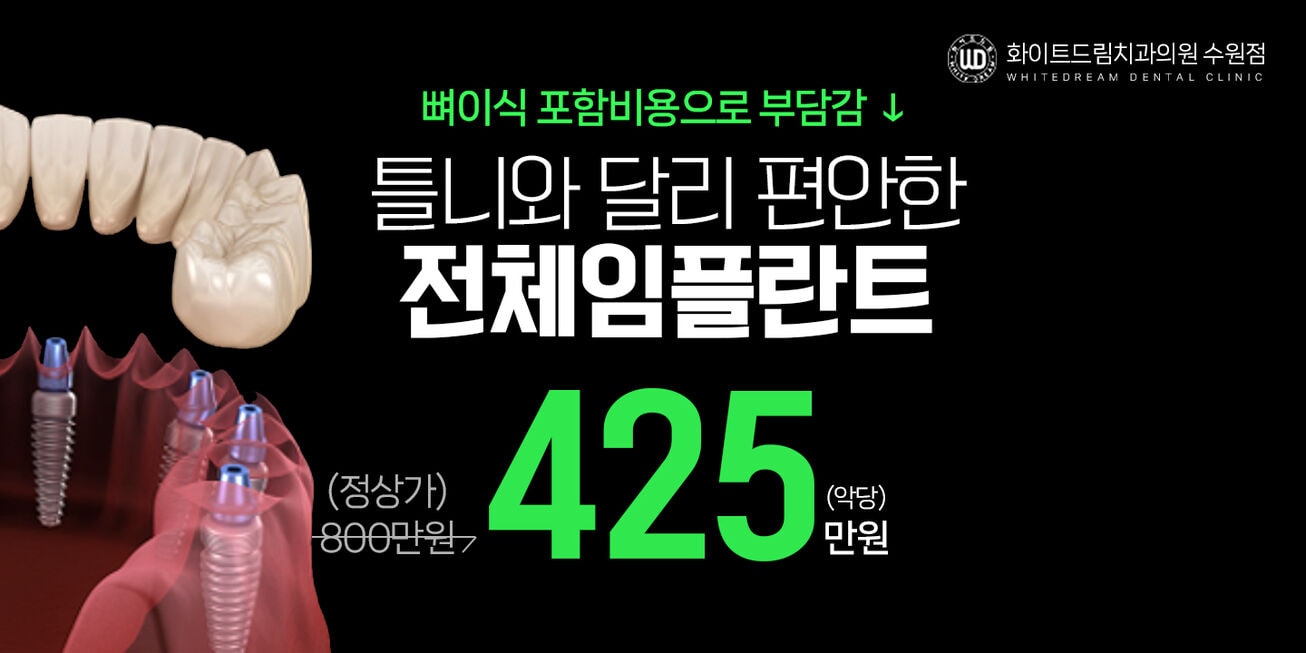 화이트드림치과의원 수원점
WHITEDREAM DENTAL CLINIC
뼈이식 포함비용으로 부담감 ↓
틀니와 달리 편안한
전체임플란트
(정상가)
800만원
425
(악당)
만원